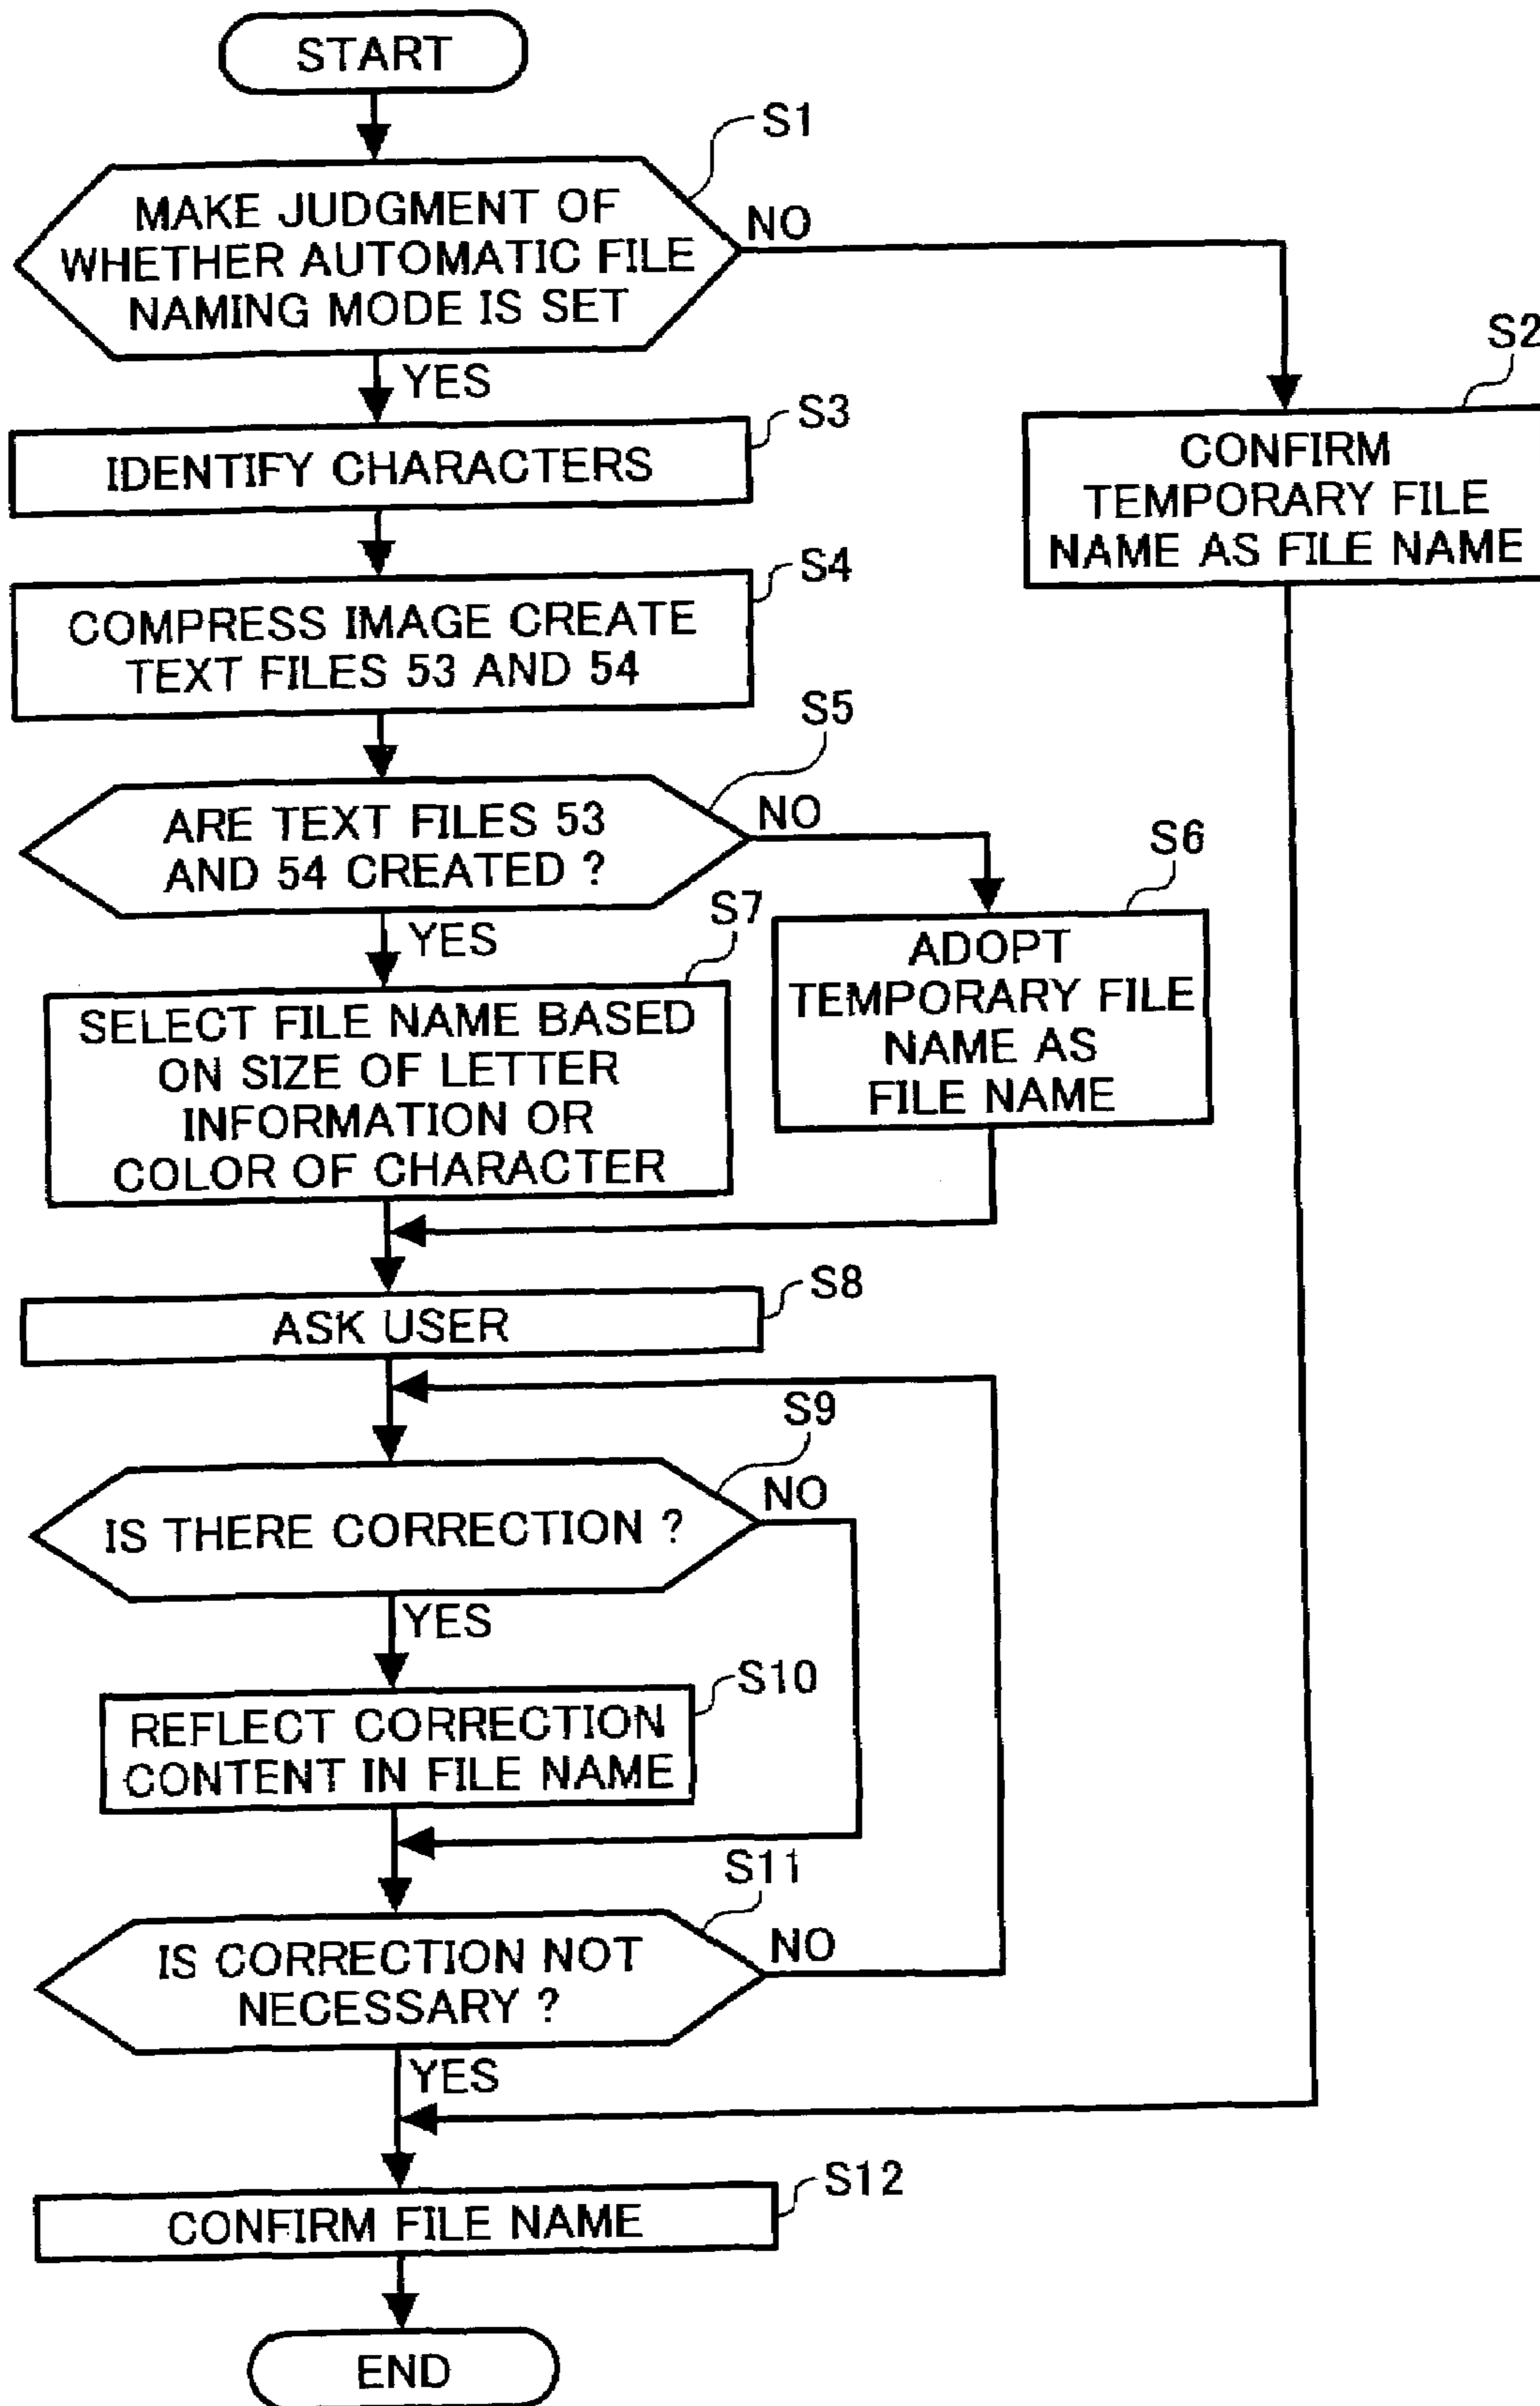 START
S1
MAKE JUDGMENT OF
WHETHER AUTOMATIC FILE
NAMING MODE IS SET
NO
YES
S2
CONFIRM
TEMPORARY FILE
NAME AS FILE NAME
S3
IDENTIFY CHARACTERS
S4
COMPRESS IMAGE CREATE
TEXT FILES 53 AND 54
S5
ARE TEXT FILES 53
AND 54 CREATED ?
NO
YES
S6
ADOPT
TEMPORARY FILE
NAME AS
FILE NAME
S7
SELECT FILE NAME BASED
ON SIZE OF LETTER
INFORMATION OR
COLOR OF CHARACTER
S8
ASK USER
S9
IS THERE CORRECTION ?
NO
YES
S10
REFLECT CORRECTION
CONTENT IN FILE NAME
S11
IS CORRECTION NOT
NECESSARY ?
NO
YES
S12
CONFIRM FILE NAME
END